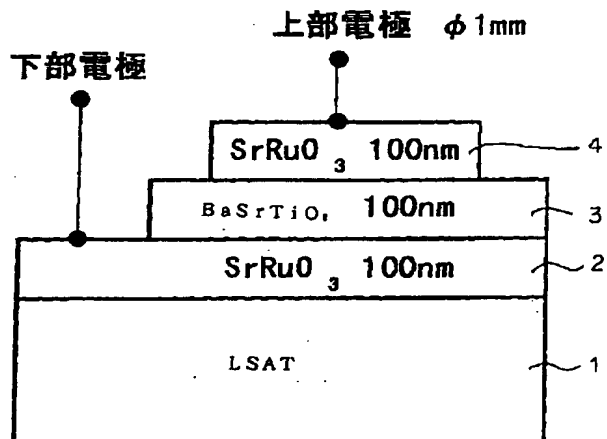 上部電極 φ1mm
下部電極
SrRuO3 100nm 4
BaSrTiO3 100nm 3
SrRuO3 100nm 2
LSAT 1